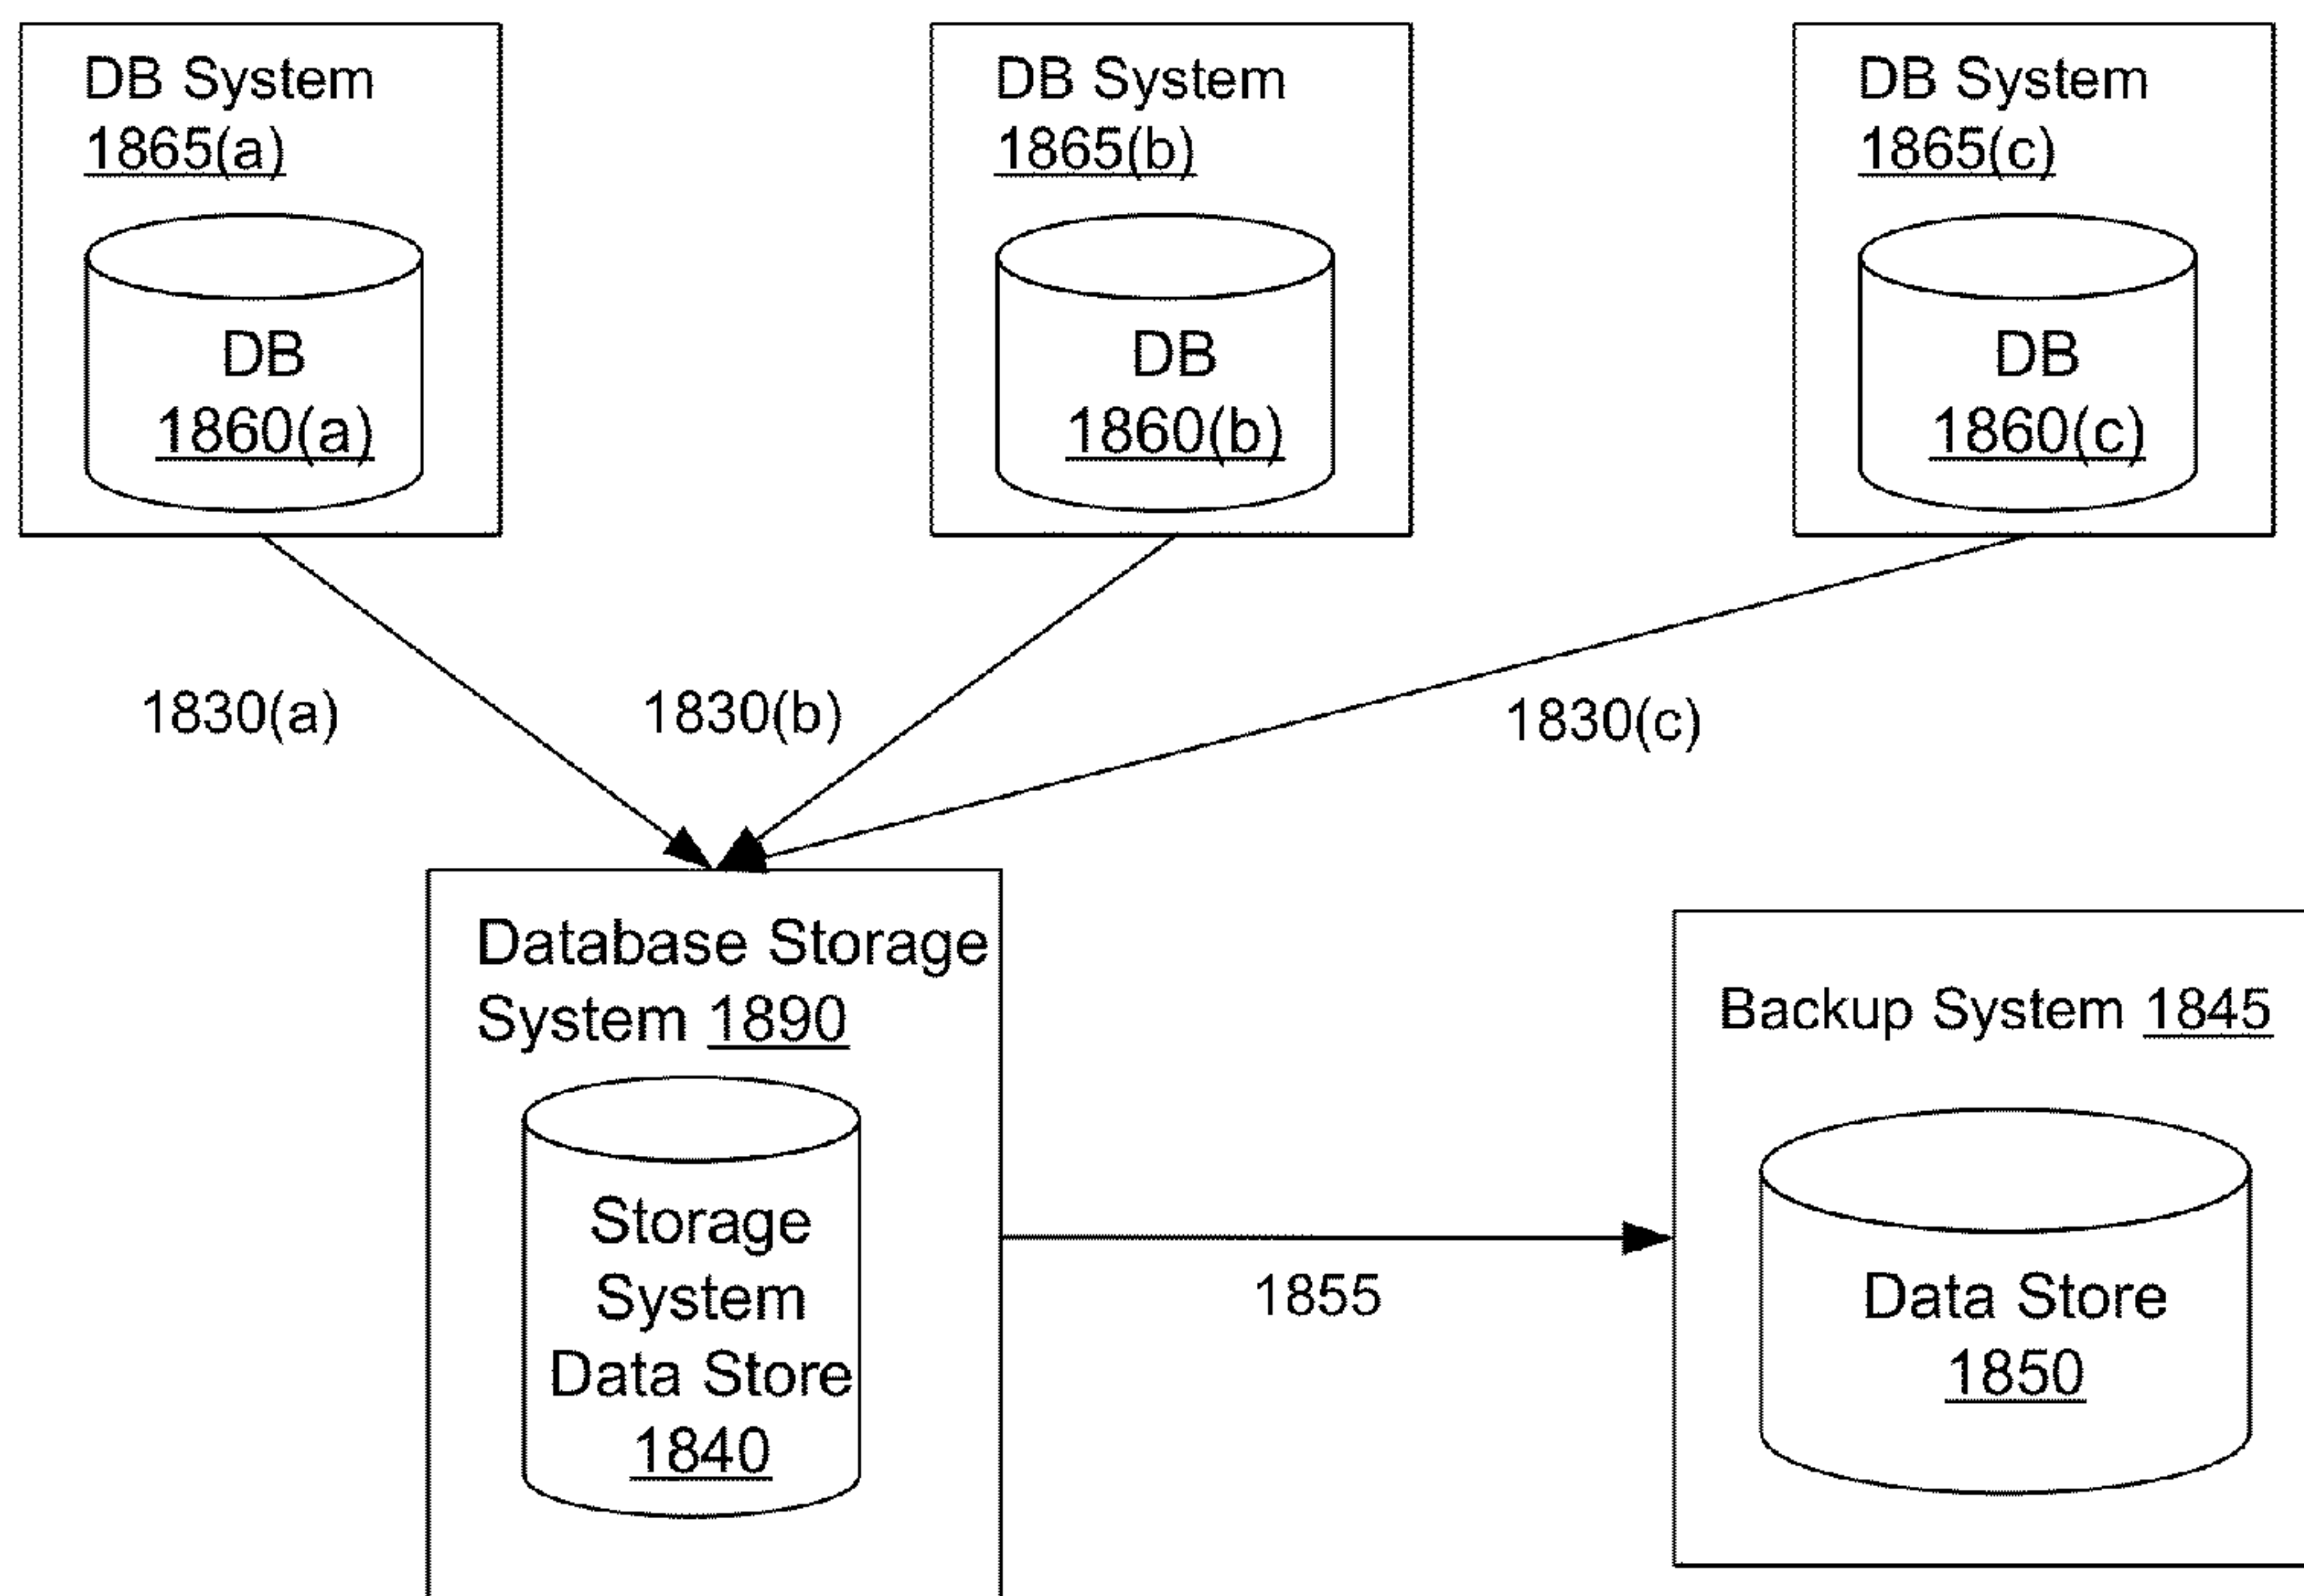 DB System
1865(a)
DB
1860(a)
DB System
1865(b)
DB
1860(b)
DB System
1865(c)
DB
1860(c)
1830(a)
1830(b)
1830(c)
Database Storage
System 1890
Storage
System
Data Store
1840
1855
Backup System 1845
Data Store
1850